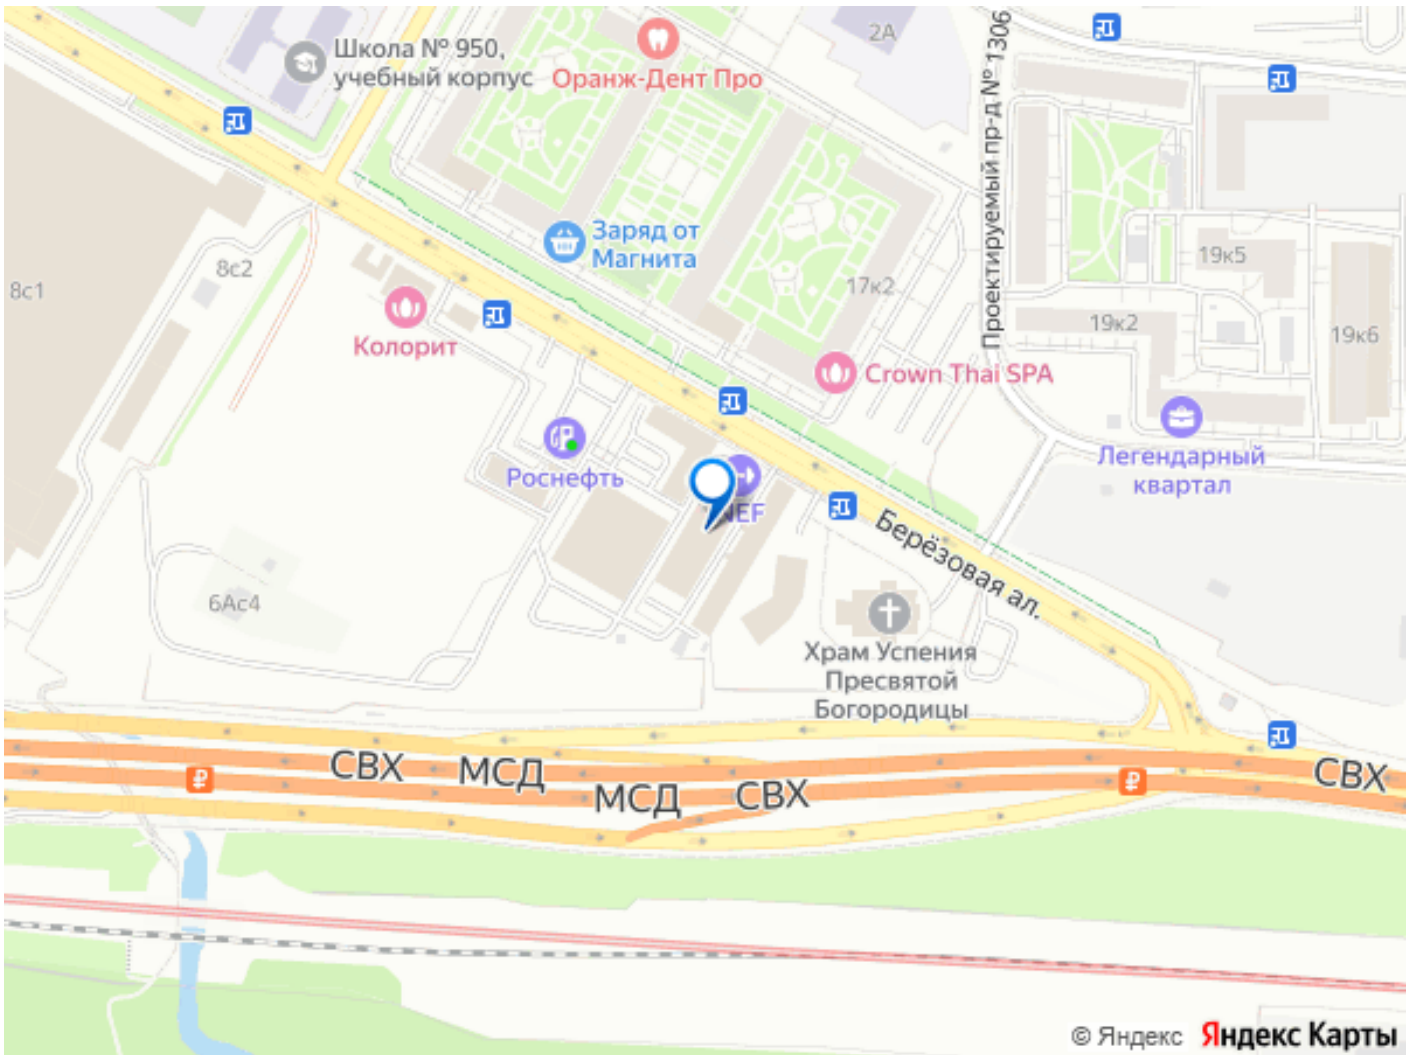 2А
Школа № 950,
учебный корпус
Оранж-Дент Про
Проектируемый пр-д № 1306
Заряд от
Магнита
8с2
8с1
17к2
19к5
19к2
19к6
Колорит
Crown Thai SPA
Роснефть
Легендарный
квартал
Берёзовая ал.
6Ас4
Храм Успения
Пресвятой
Богородицы
СВХ
МСД
МСД
СВХ
СВХ
© Яндекс Яндекс Карты